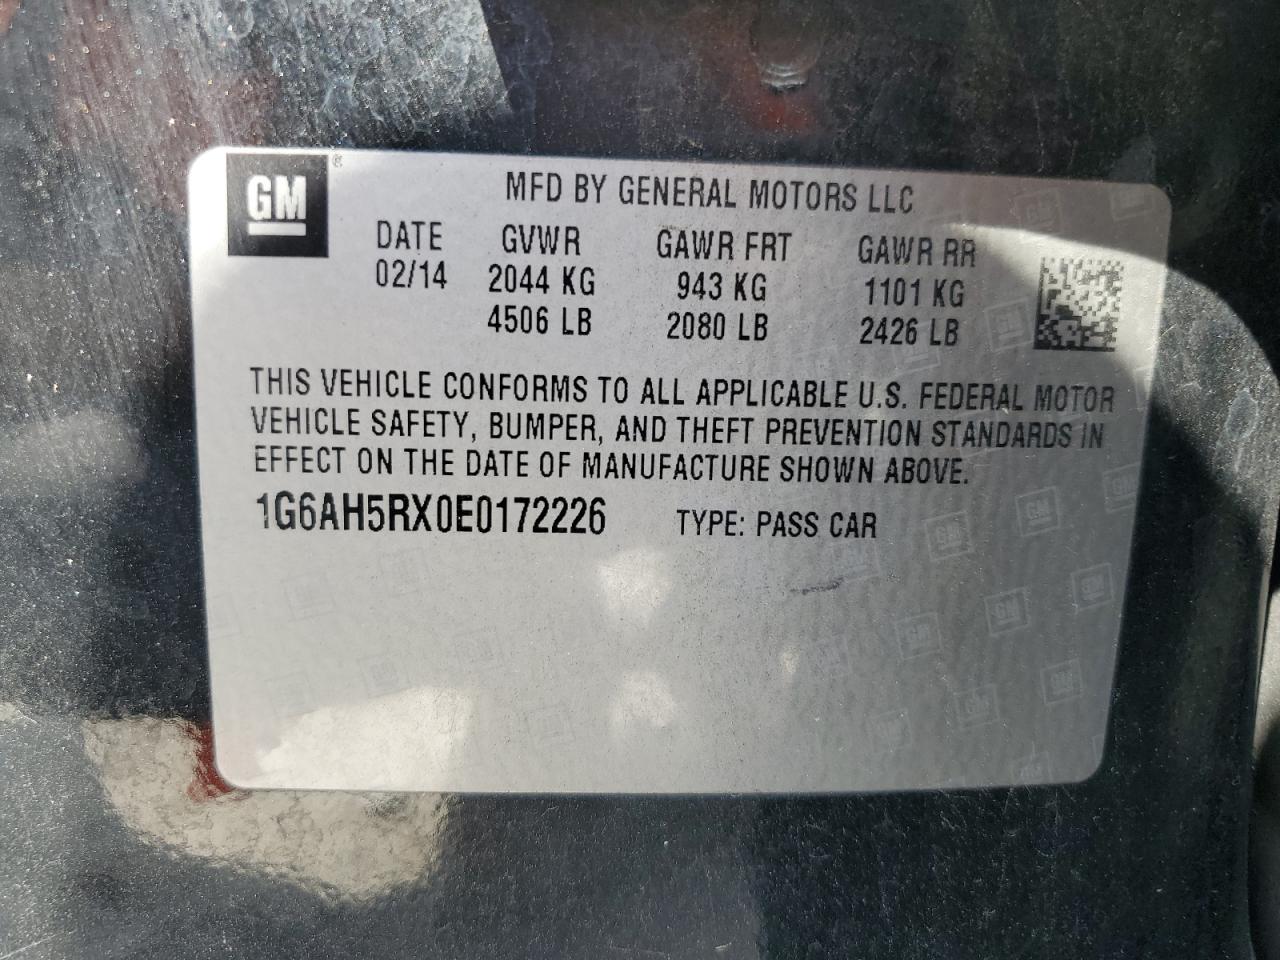 GM ®
MFD BY GENERAL MOTORS LLC
DATE GVWR GAWR FRT GAWR RR
02/14 2044 KG 943 KG 1101 KG
4506 LB 2080 LB 2426 LB
THIS VEHICLE CONFORMS TO ALL APPLICABLE U.S. FEDERAL MOTOR
VEHICLE SAFETY, BUMPER, AND THEFT PREVENTION STANDARDS IN
EFFECT ON THE DATE OF MANUFACTURE SHOWN ABOVE.
1G6AH5RX0E0172226 TYPE: PASS CAR